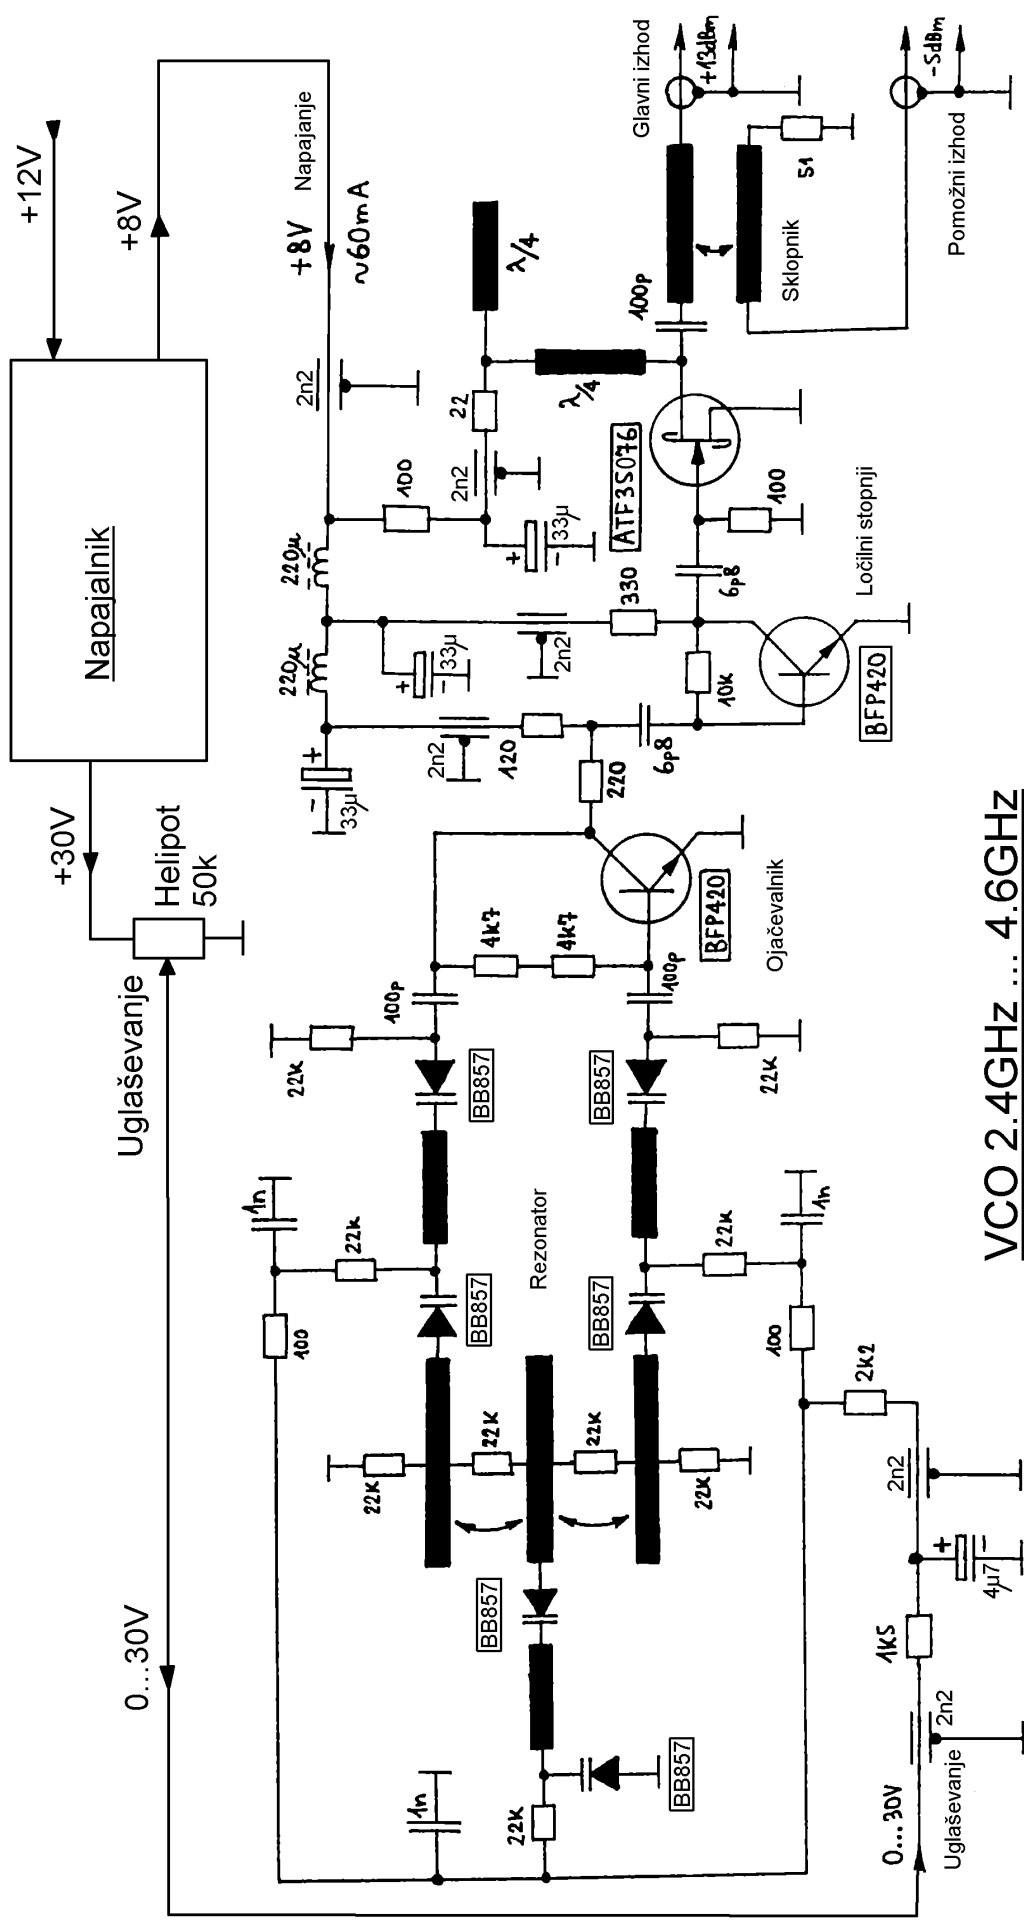 +12V
+8V
Napajalnik
+30V
Helipot
50k
Uglaševanje
0...30V
+8V
Napajanje
~60mA
2n2
220µ
220µ
33µ
+
-
100
2n2
22
λ/4
λ/4
33µ
+
-
33µ
+
-
2n2
330
2n2
120
220
6p8
10k
6p8
100
ATF35076
BFP420
Ločilni stopnji
100p
Glavni izhod
+13dBm
Sklopnik
51
Pomožni izhod
-5dBm
BFP420
Ojačevalnik
4k7
4k7
100p
100p
22k
22k
BB857
BB857
1n
22k
100
BB857
Rezonator
BB857
22k
1n
100
22k
22k
22k
22k
BB857
BB857
22k
1n
2k2
2n2
4µ7
+
-
1k5
2n2
0...30V
Uglaševanje
VCO 2.4GHz ... 4.6GHz